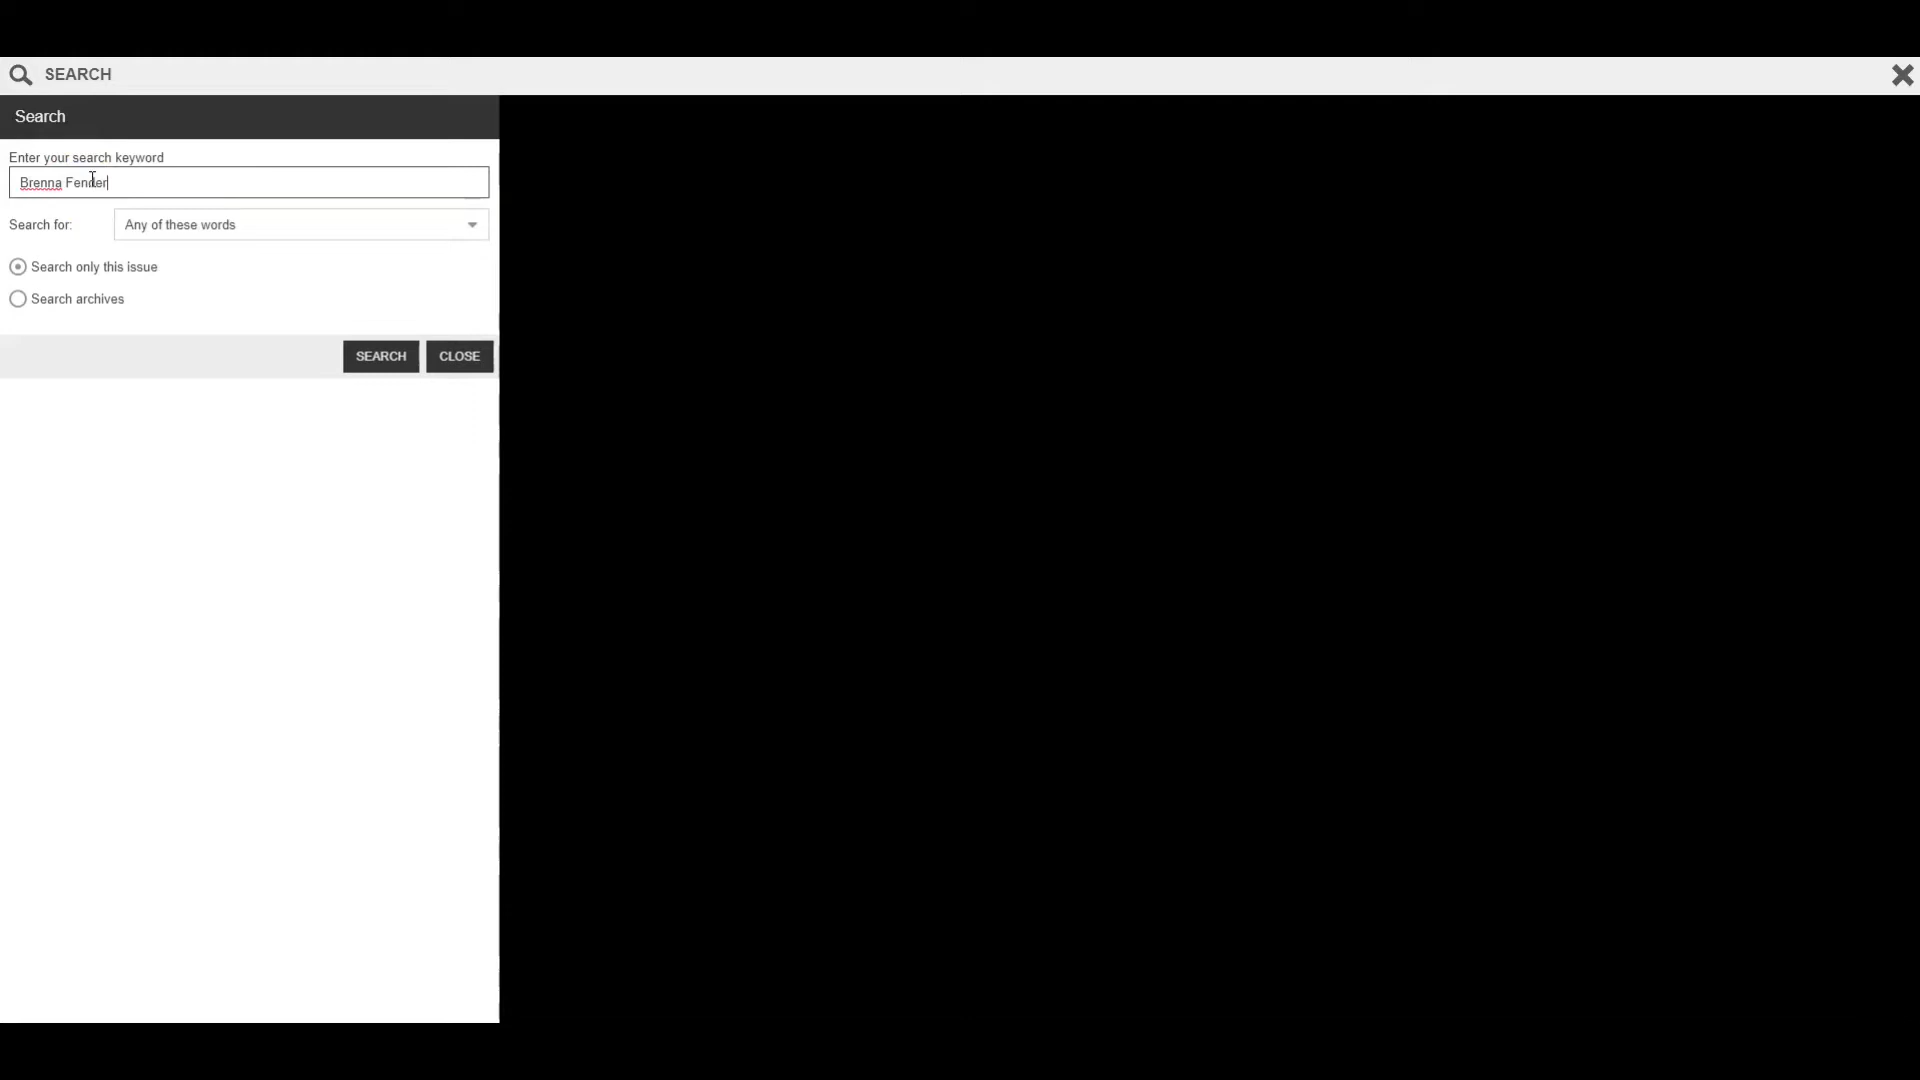 SEARCH
Search
Enter your search keyword
Brenna Fender
Search for:
Any of these words
Search only this issue
Search archives
SEARCH CLOSE